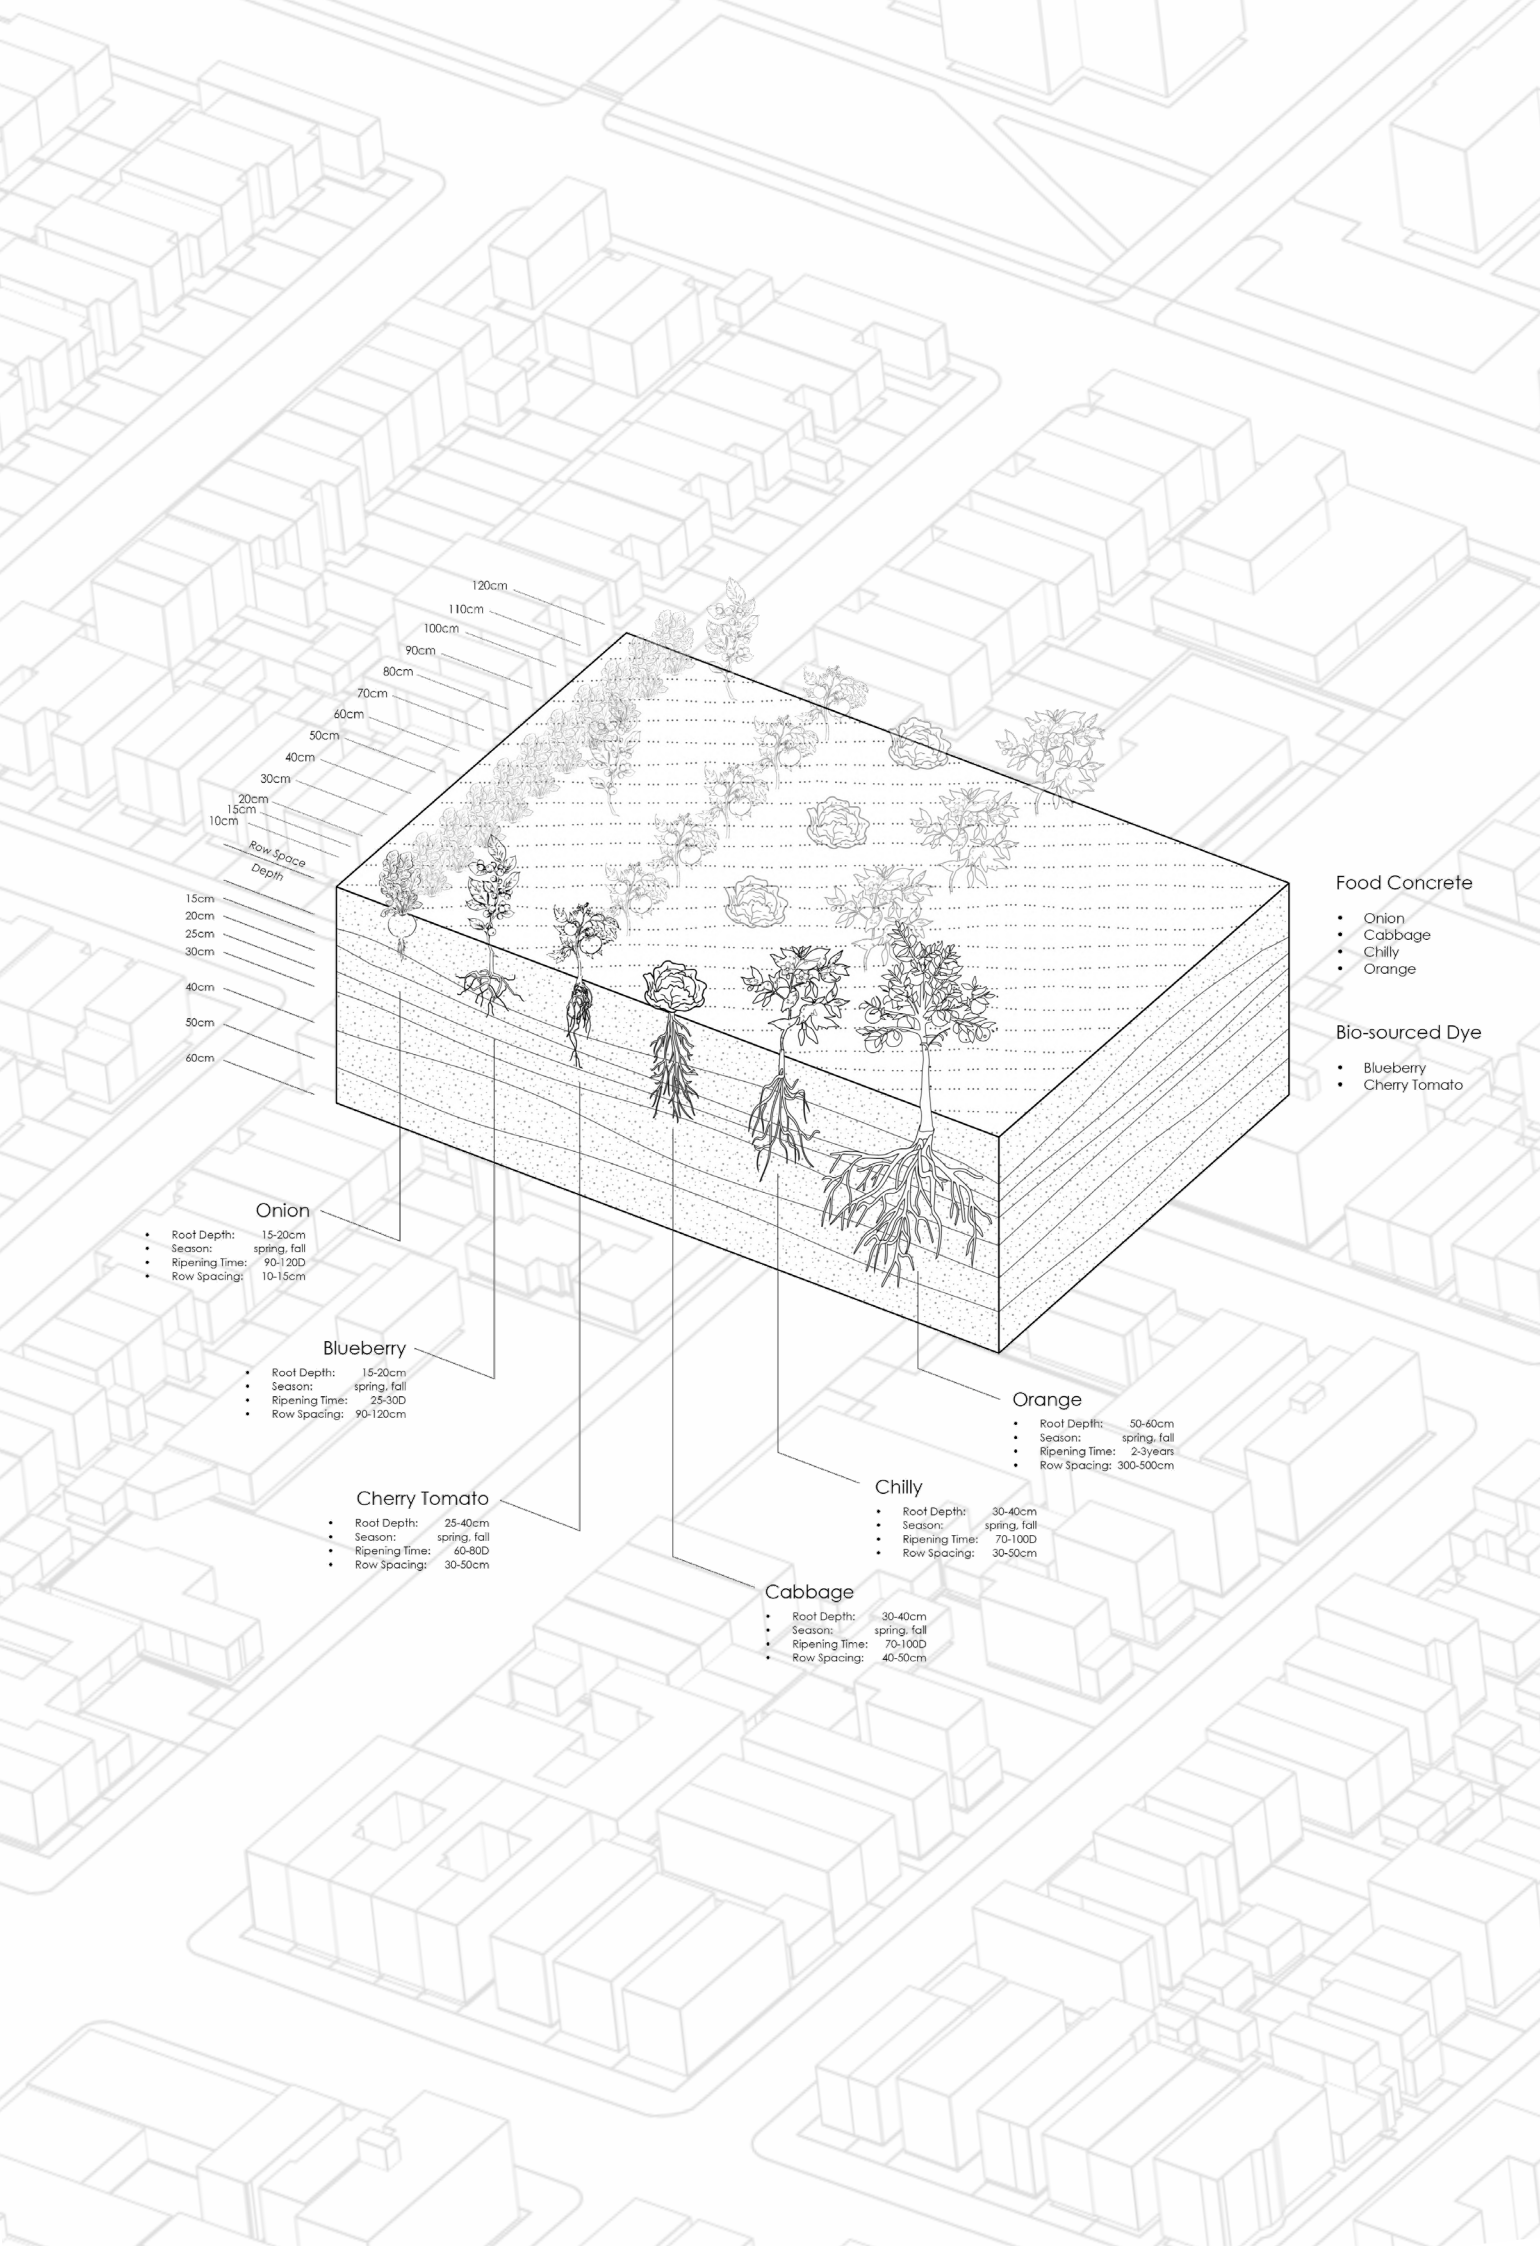 120cm
110cm
100cm
90cm
80cm
70cm
60cm
50cm
40cm
30cm
20cm
15cm
10cm
Row Space
Depth
15cm
20cm
25cm
30cm
40cm
50cm
60cm
Food Concrete
• Onion
• Cabbage
• Chilly
• Orange
Bio-sourced Dye
• Blueberry
• Cherry Tomato
Onion
• Root Depth: 15-20cm
• Season: spring, fall
• Ripening Time: 90-120D
• Row Spacing: 10-15cm
Blueberry
• Root Depth: 15-20cm
• Season: spring, fall
• Ripening Time: 25-30D
• Row Spacing: 90-120cm
Cherry Tomato
• Root Depth: 25-40cm
• Season: spring, fall
• Ripening Time: 60-80D
• Row Spacing: 30-50cm
Cabbage
• Root Depth: 30-40cm
• Season: spring, fall
• Ripening Time: 70-100D
• Row Spacing: 40-50cm
Chilly
• Root Depth: 30-40cm
• Season: spring, fall
• Ripening Time: 70-100D
• Row Spacing: 30-50cm
Orange
• Root Depth: 50-60cm
• Season: spring, fall
• Ripening Time: 2-3years
• Row Spacing: 300-500cm